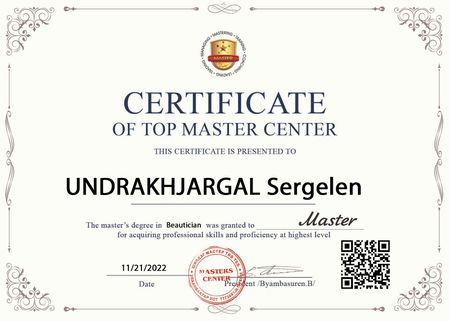 MASTER
CERTIFICATE
OF TOP MASTER CENTER
THIS CERTIFICATE IS PRESENTED TO
UNDRAKHJARGAL Sergelen
The master's degree in Beautician was granted to Master
for acquiring professional skills and proficiency at highest level
11/21/2022
MASTERS
CENTER
Date
President /Byambasuren.B/